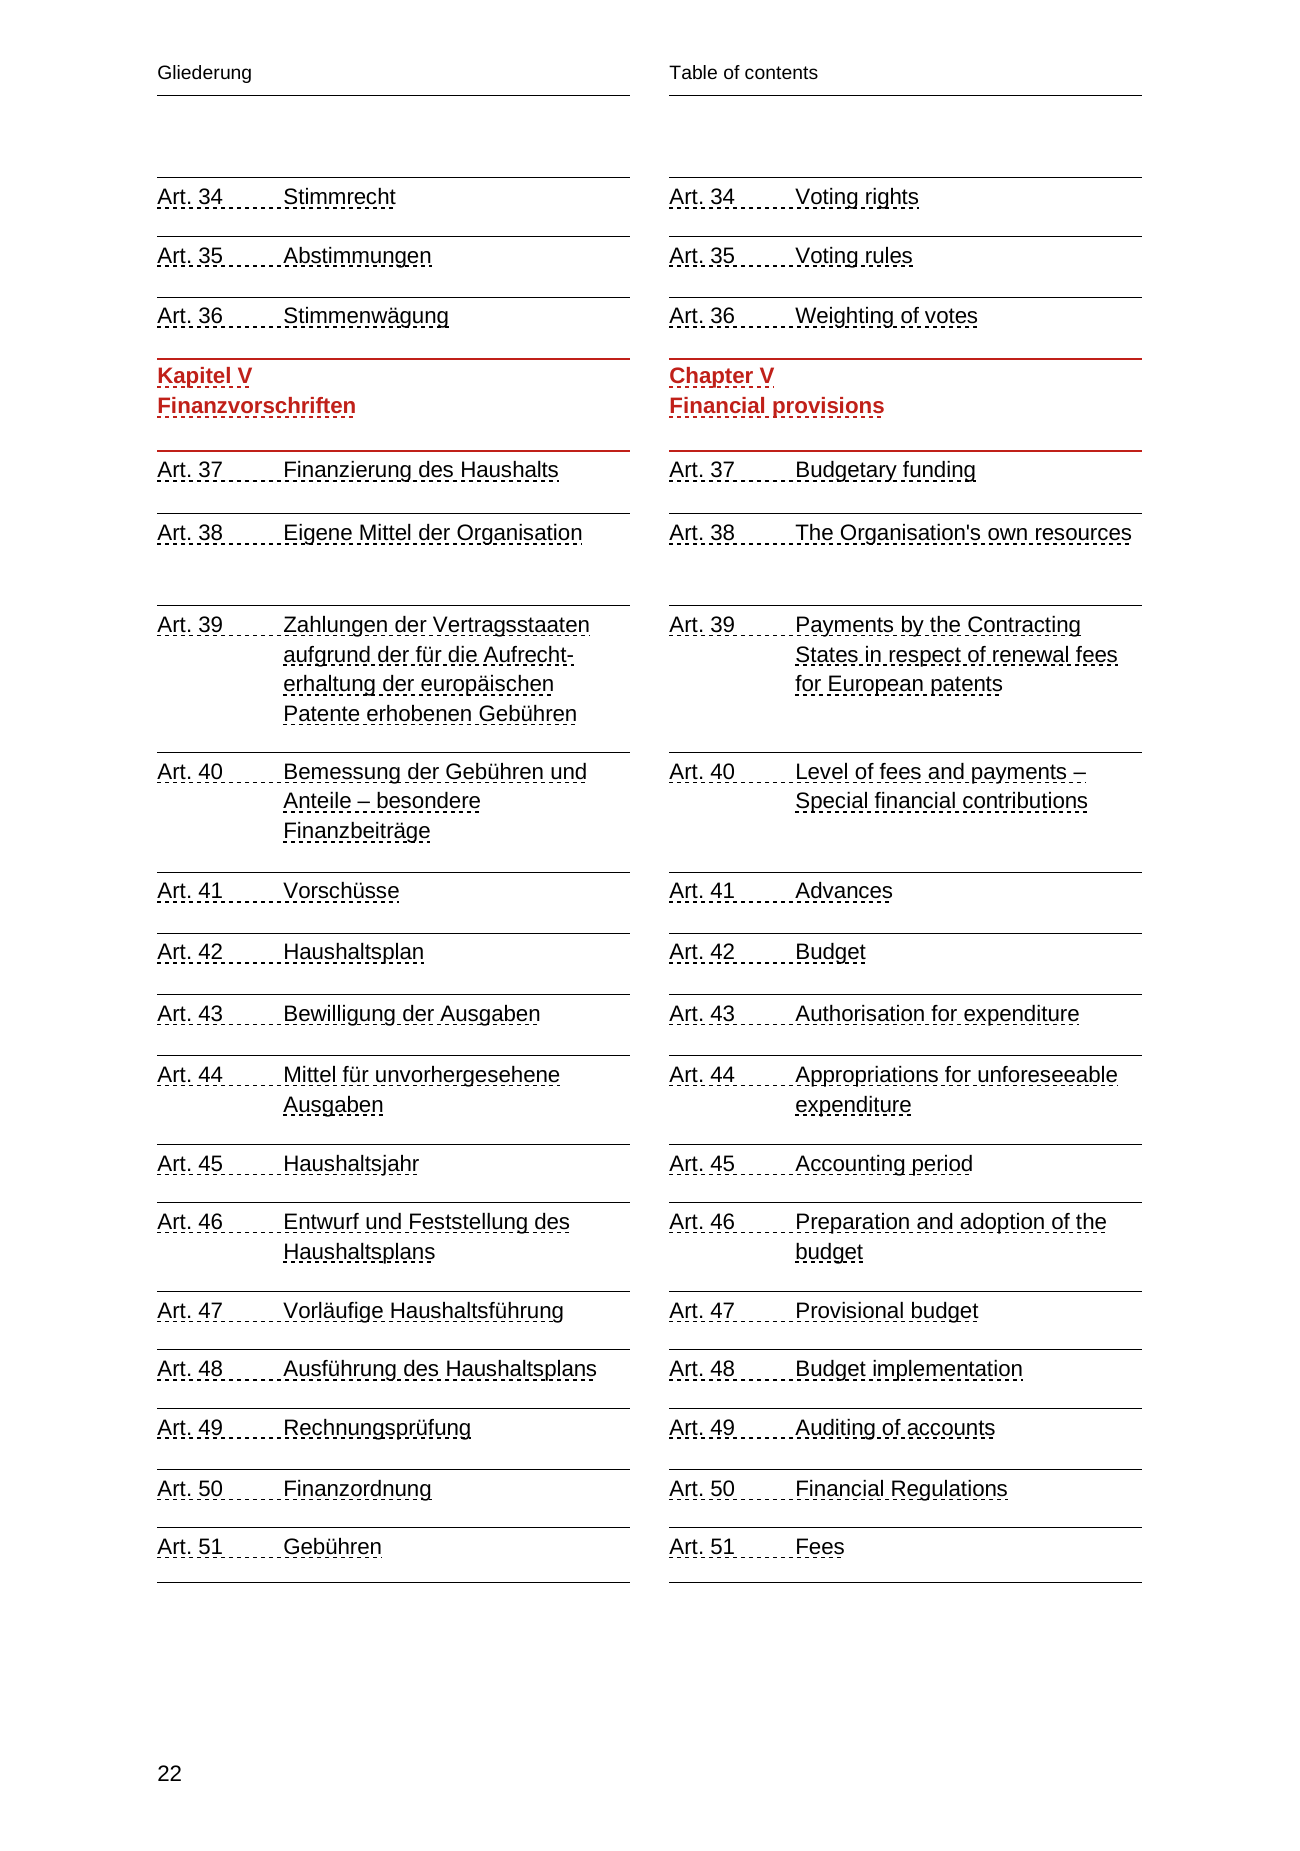 Gliederung
Art. 34 Stimmrecht
Art. 35 Abstimmungen
Art. 36 Stimmenwägung
Kapitel V
Finanzvorschriften
Art. 37 Finanzierung des Haushalts
Art. 38 Eigene Mittel der Organisation
Art. 39 Zahlungen der Vertragsstaaten
aufgrund der für die Aufrecht-
erhaltung der europäischen
Patente erhobenen Gebühren
Art. 40 Bemessung der Gebühren und
Anteile – besondere
Finanzbeiträge
Art. 41 Vorschüsse
Art. 42 Haushaltsplan
Art. 43 Bewilligung der Ausgaben
Art. 44 Mittel für unvorhergesehene
Ausgaben
Art. 45 Haushaltsjahr
Art. 46 Entwurf und Feststellung des
Haushaltsplans
Art. 47 Vorläufige Haushaltsführung
Art. 48 Ausführung des Haushaltsplans
Art. 49 Rechnungsprüfung
Art. 50 Finanzordnung
Art. 51 Gebühren
Table of contents
Art. 34 Voting rights
Art. 35 Voting rules
Art. 36 Weighting of votes
Chapter V
Financial provisions
Art. 37 Budgetary funding
Art. 38 The Organisation's own resources
Art. 39 Payments by the Contracting
States in respect of renewal fees
for European patents
Art. 40 Level of fees and payments –
Special financial contributions
Art. 41 Advances
Art. 42 Budget
Art. 43 Authorisation for expenditure
Art. 44 Appropriations for unforeseeable
expenditure
Art. 45 Accounting period
Art. 46 Preparation and adoption of the
budget
Art. 47 Provisional budget
Art. 48 Budget implementation
Art. 49 Auditing of accounts
Art. 50 Financial Regulations
Art. 51 Fees
22